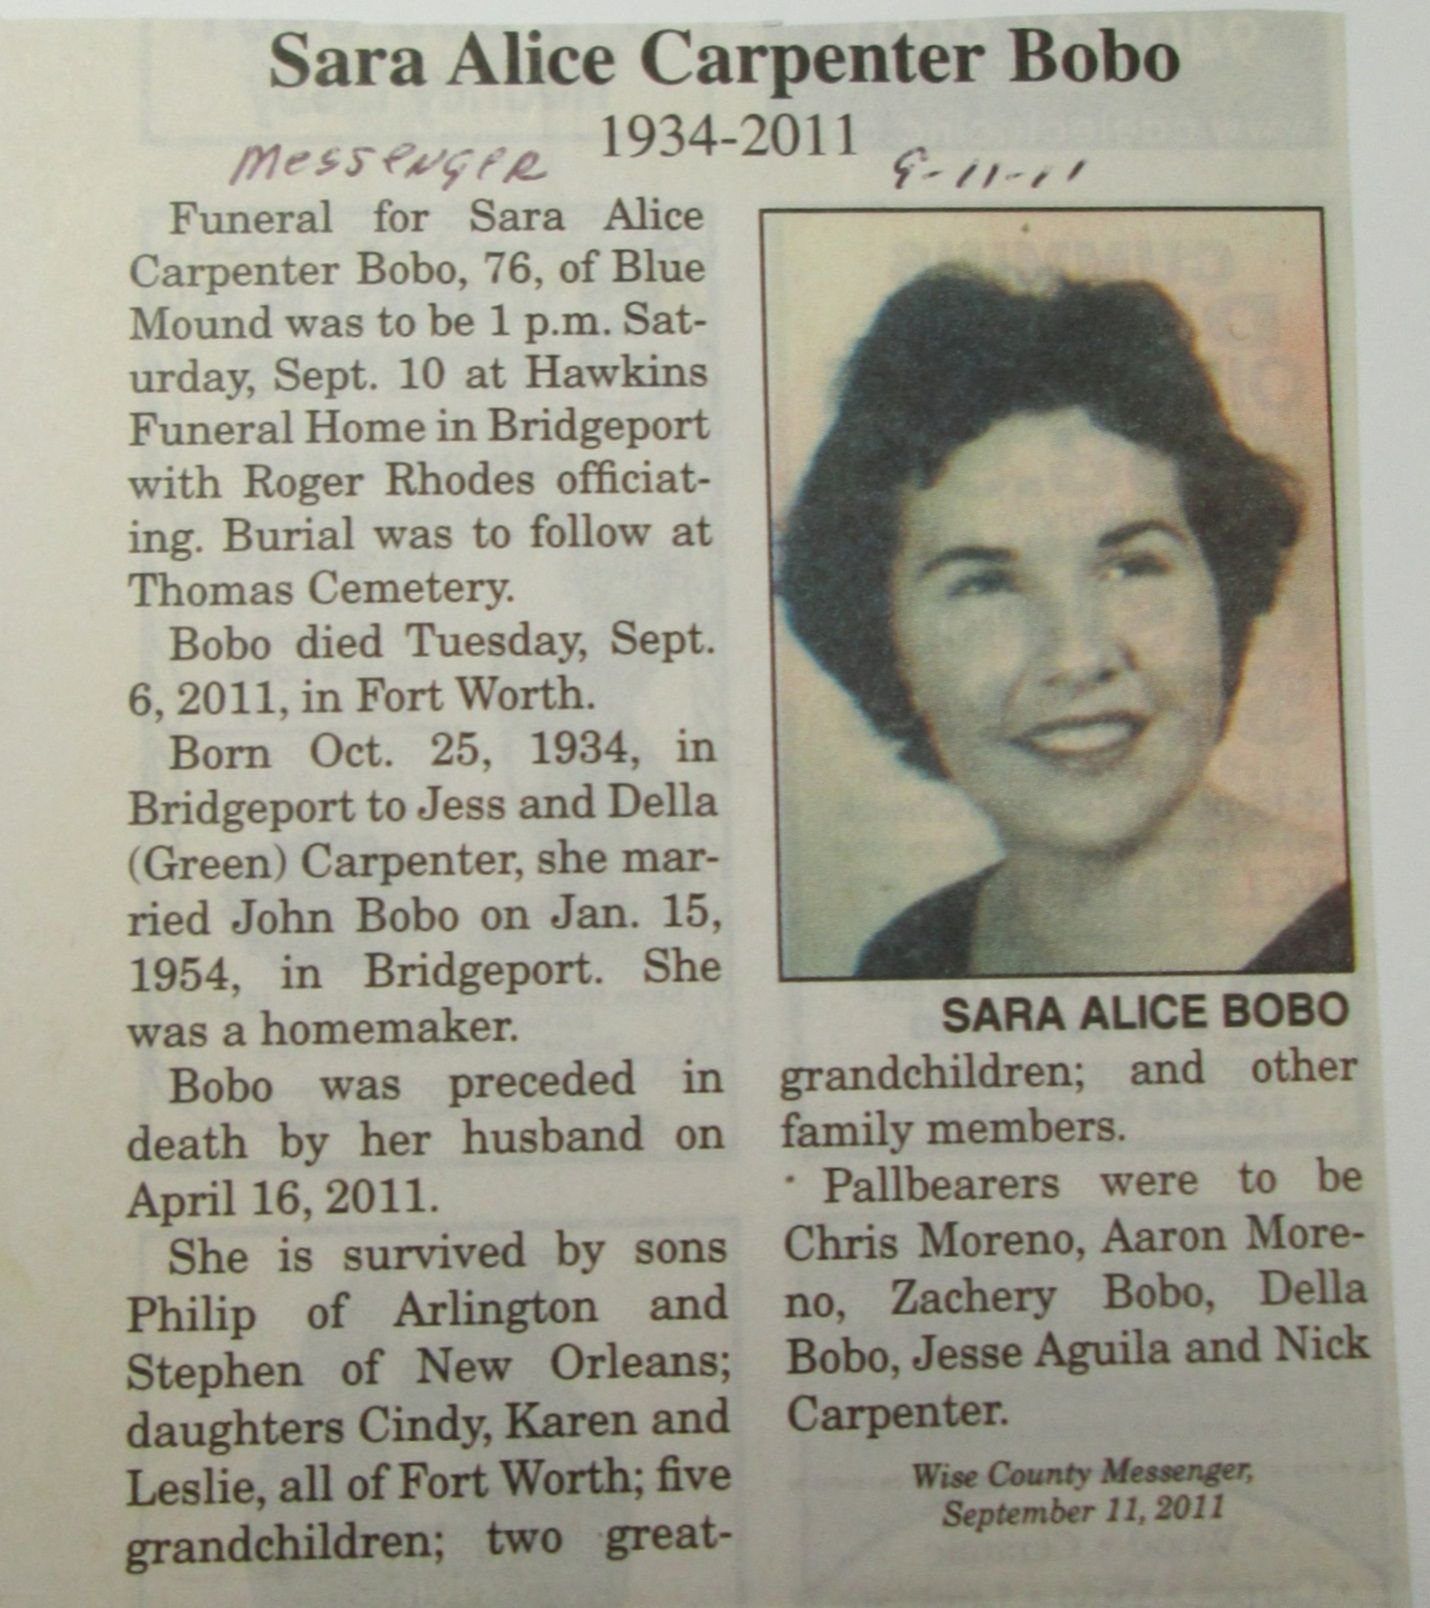 Sara Alice Carpenter Bobo
1934-2011
Messenger
9-11-11
Funeral for Sara Alice
Carpenter Bobo, 76, of Blue
Mound was to be 1 p.m. Sat-
urday, Sept. 10 at Hawkins
Funeral Home in Bridgeport
with Roger Rhodes officiat-
ing. Burial was to follow at
Thomas Cemetery.
Bobo died Tuesday, Sept.
6, 2011, in Fort Worth.
Born Oct. 25, 1934, in
Bridgeport to Jess and Della
(Green) Carpenter, she mar-
ried John Bobo on Jan. 15,
1954, in Bridgeport. She
was a homemaker.
Bobo was preceded in
death by her husband on
April 16, 2011.
She is survived by sons
Philip of Arlington and
Stephen of New Orleans;
daughters Cindy, Karen and
Leslie, all of Fort Worth; five
grandchildren; two great-
SARA ALICE BOBO
grandchildren; and other
family members.
Pallbearers were to be
Chris Moreno, Aaron More-
no, Zachery Bobo, Della
Bobo, Jesse Aguila and Nick
Carpenter.
Wise County Messenger,
September 11, 2011